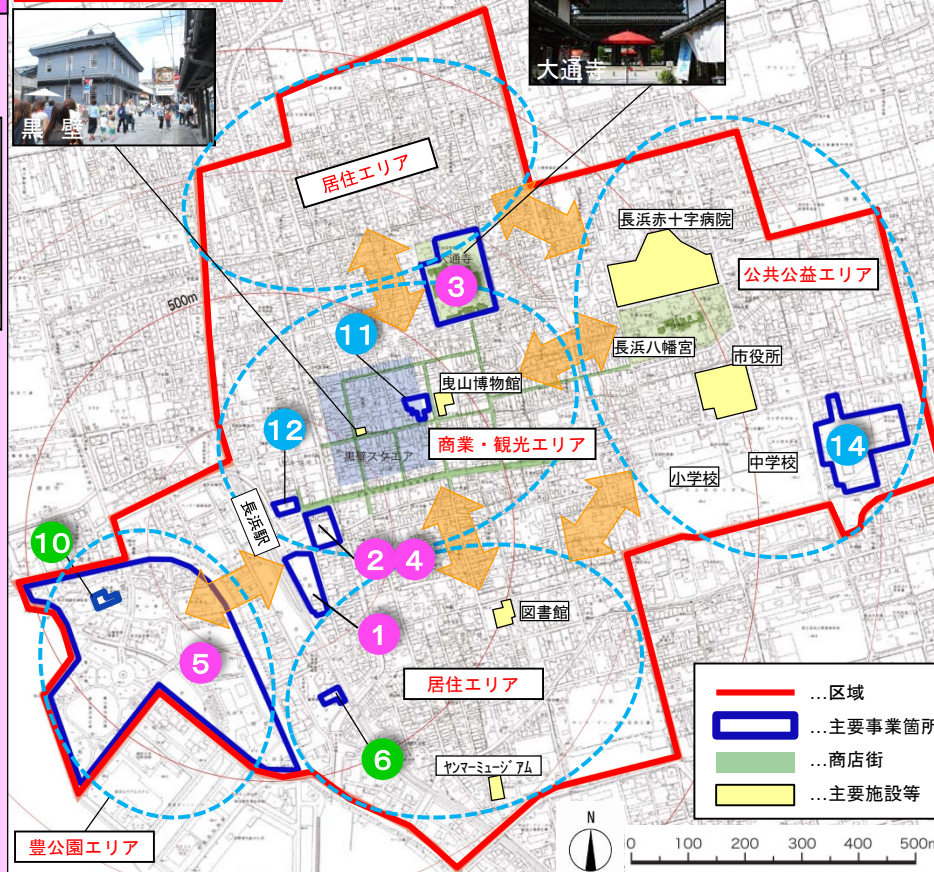 黒壁
大通寺
居住エリア
長浜赤十字病院
公共公益エリア
大通寺
3
500m
11
長浜八幡宮
市役所
曳山博物館
12
商業・観光エリア
黒壁スクエア
14
中学校
小学校
長浜駅
10
2
4
図書館
1
5
居住エリア
6
ヤンマーミュージアム
豊公園エリア
…区域
…主要事業箇所
…商店街
…主要施設等
N
0 100 200 300 400 500m